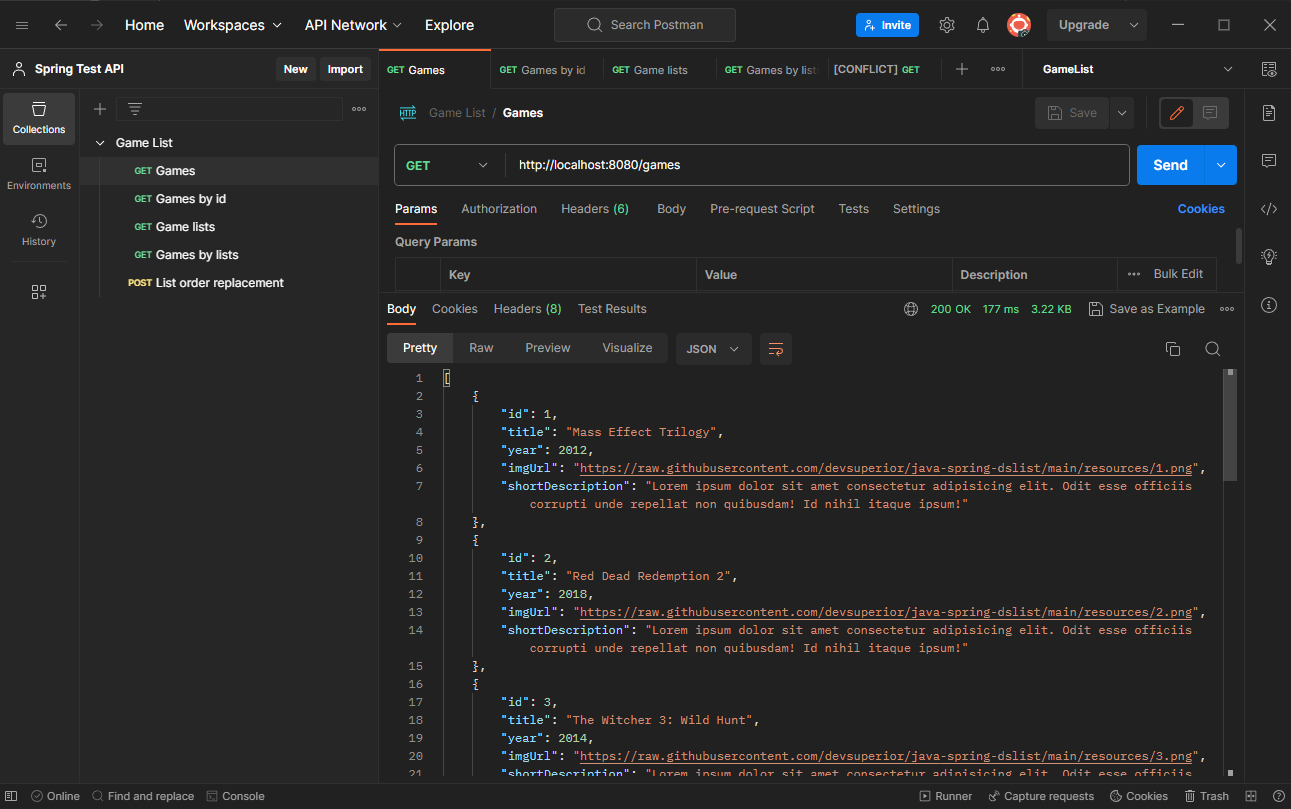 Home Workspaces API Network Explore Search Postman Invite Upgrade
Spring Test API New Import
GET Games GET Games by id GET Game lists GET Games by lists [CONFLICT] GET GameList
Collections
Environments
History
Game List
GET Games
GET Games by id
GET Game lists
GET Games by lists
POST List order replacement
HTTP Game List / Games Save
GET http://localhost:8080/games Send
Params Authorization Headers (6) Body Pre-request Script Tests Settings Cookies
Query Params
Key Value Description Bulk Edit
Body Cookies Headers (8) Test Results 200 OK 177 ms 3.22 KB Save as Example
Pretty Raw Preview Visualize JSON
1 [
2 {
3 "id": 1,
4 "title": "Mass Effect Trilogy",
5 "year": 2012,
6 "imgUrl": "https://raw.githubusercontent.com/devsuperior/java-spring-dslist/main/resources/1.png",
7 "shortDescription": "Lorem ipsum dolor sit amet consectetur adipisicing elit. Odit esse officiis
corrupti unde repellat non quibusdam! Id nihil itaque ipsum!"
8 },
9 {
10 "id": 2,
11 "title": "Red Dead Redemption 2",
12 "year": 2018,
13 "imgUrl": "https://raw.githubusercontent.com/devsuperior/java-spring-dslist/main/resources/2.png",
14 "shortDescription": "Lorem ipsum dolor sit amet consectetur adipisicing elit. Odit esse officiis
corrupti unde repellat non quibusdam! Id nihil itaque ipsum!"
15 },
16 {
17 "id": 3,
18 "title": "The Witcher 3: Wild Hunt",
19 "year": 2014,
20 "imgUrl": "https://raw.githubusercontent.com/devsuperior/java-spring-dslist/main/resources/3.png",
21 "shortDescription": "Lorem ipsum dolor sit amet consectetur adipisicing elit. Odit esse officiis
Online Find and replace Console Runner Capture requests Cookies Trash